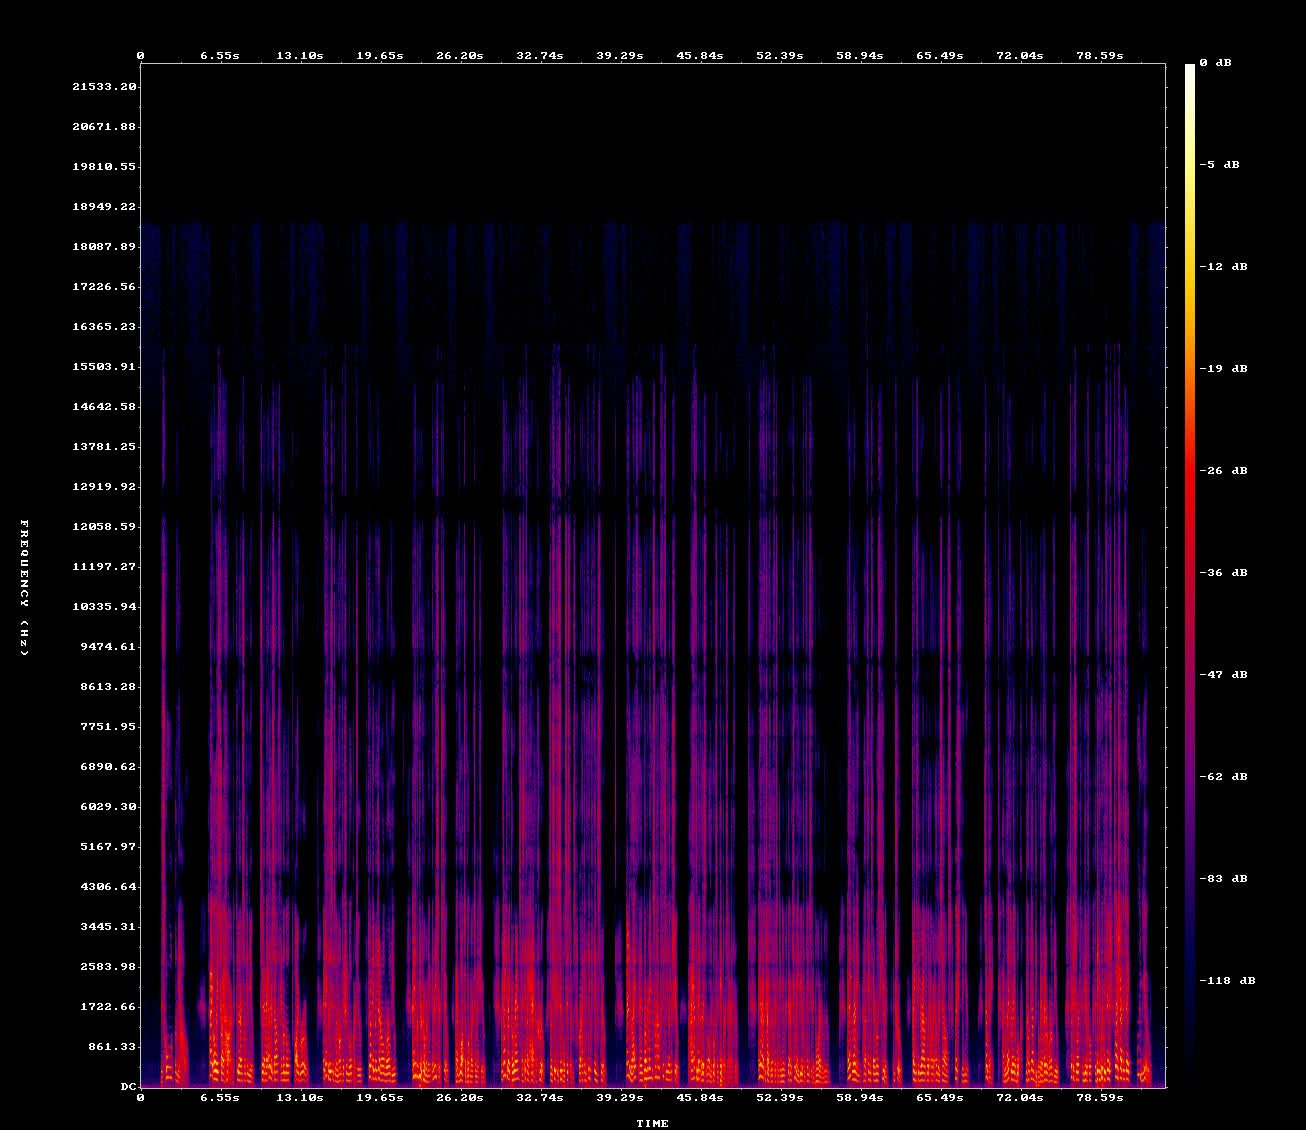 0 6.55s 13.10s 19.65s 26.20s 32.74s 39.29s 45.84s 52.39s 58.94s 65.49s 72.04s 78.59s
0 dB
21533.20
20671.88
19810.55 -5 dB
18949.22
18087.89 -12 dB
17226.56
16365.23
15503.91 -19 dB
14642.58
13781.25 -26 dB
12919.92
12058.59
11197.27 -36 dB
10335.94
9474.61 -47 dB
8613.28
7751.95
6890.62 -62 dB
6029.30
5167.97
4306.64 -83 dB
3445.31
2583.98 -118 dB
1722.66
861.33
DC
FREQUENCY (Hz)
0 6.55s 13.10s 19.65s 26.20s 32.74s 39.29s 45.84s 52.39s 58.94s 65.49s 72.04s 78.59s
TIME